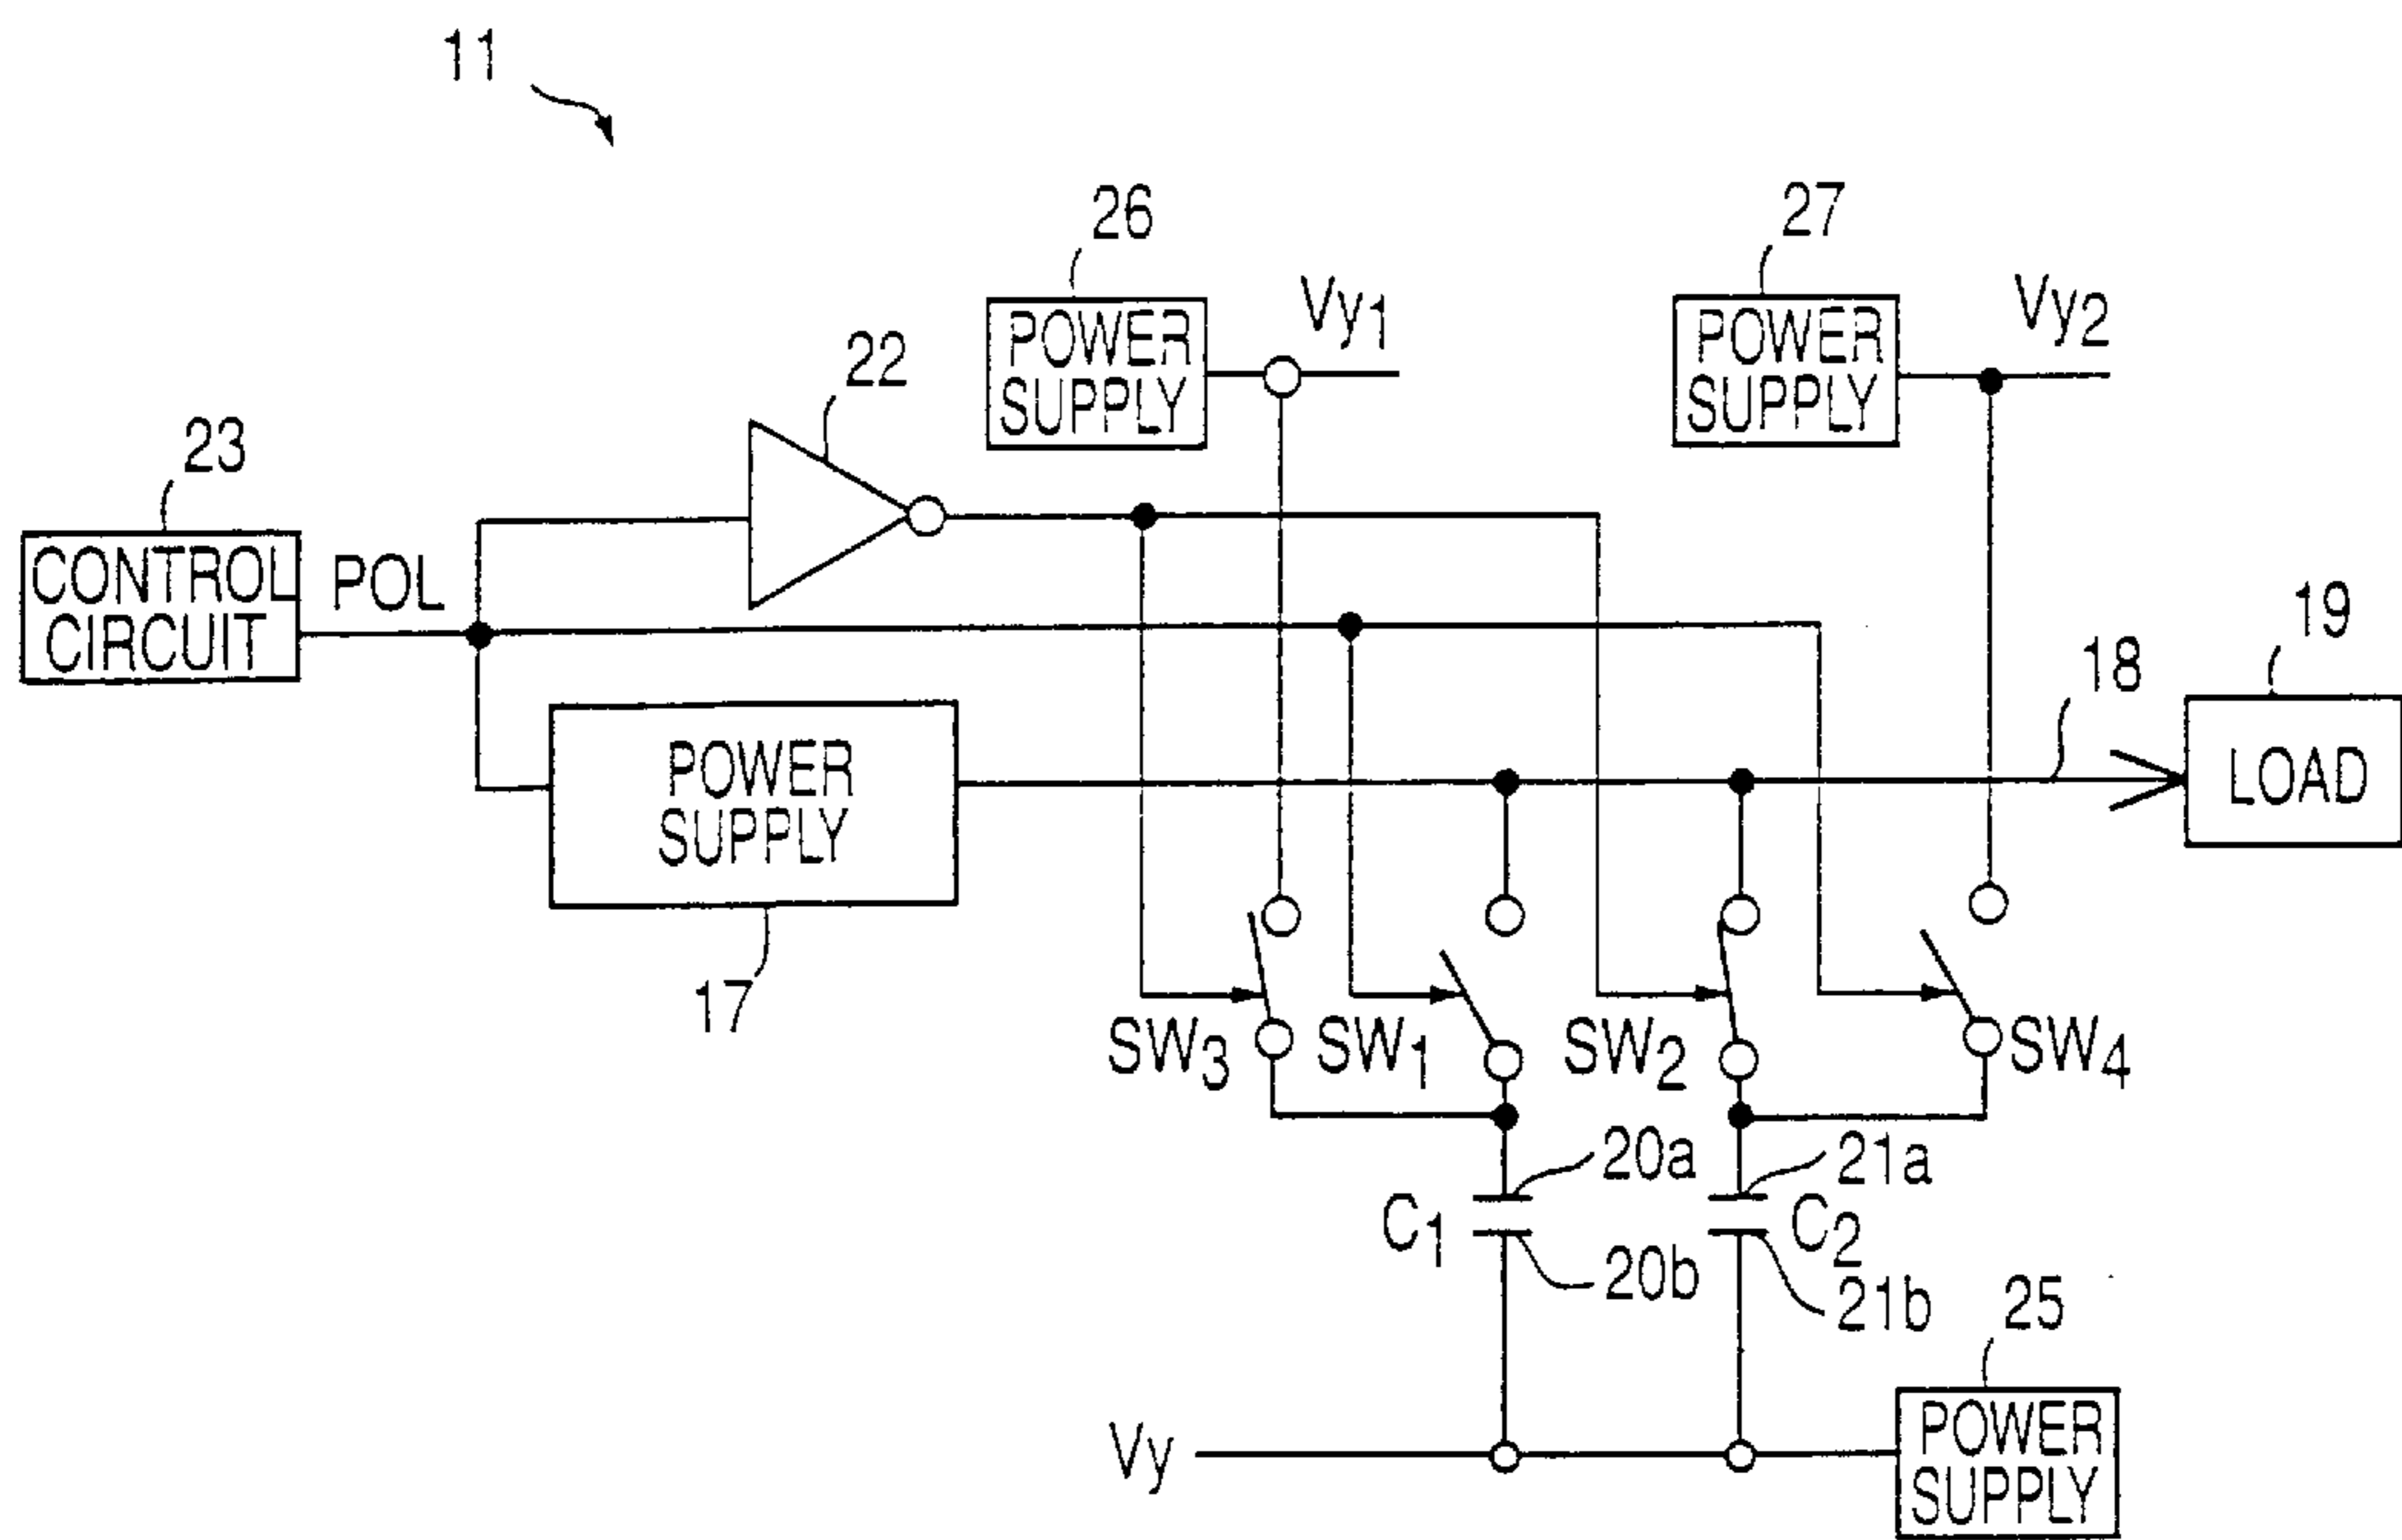 11
26
27
Vy1
Vy2
POWER
SUPPLY
POWER
SUPPLY
22
23
CONTROL
CIRCUIT
POL
19
18
LOAD
POWER
SUPPLY
17
SW3
SW1
SW2
SW4
20a
21a
C1
C2
20b
21b
25
Vy
POWER
SUPPLY